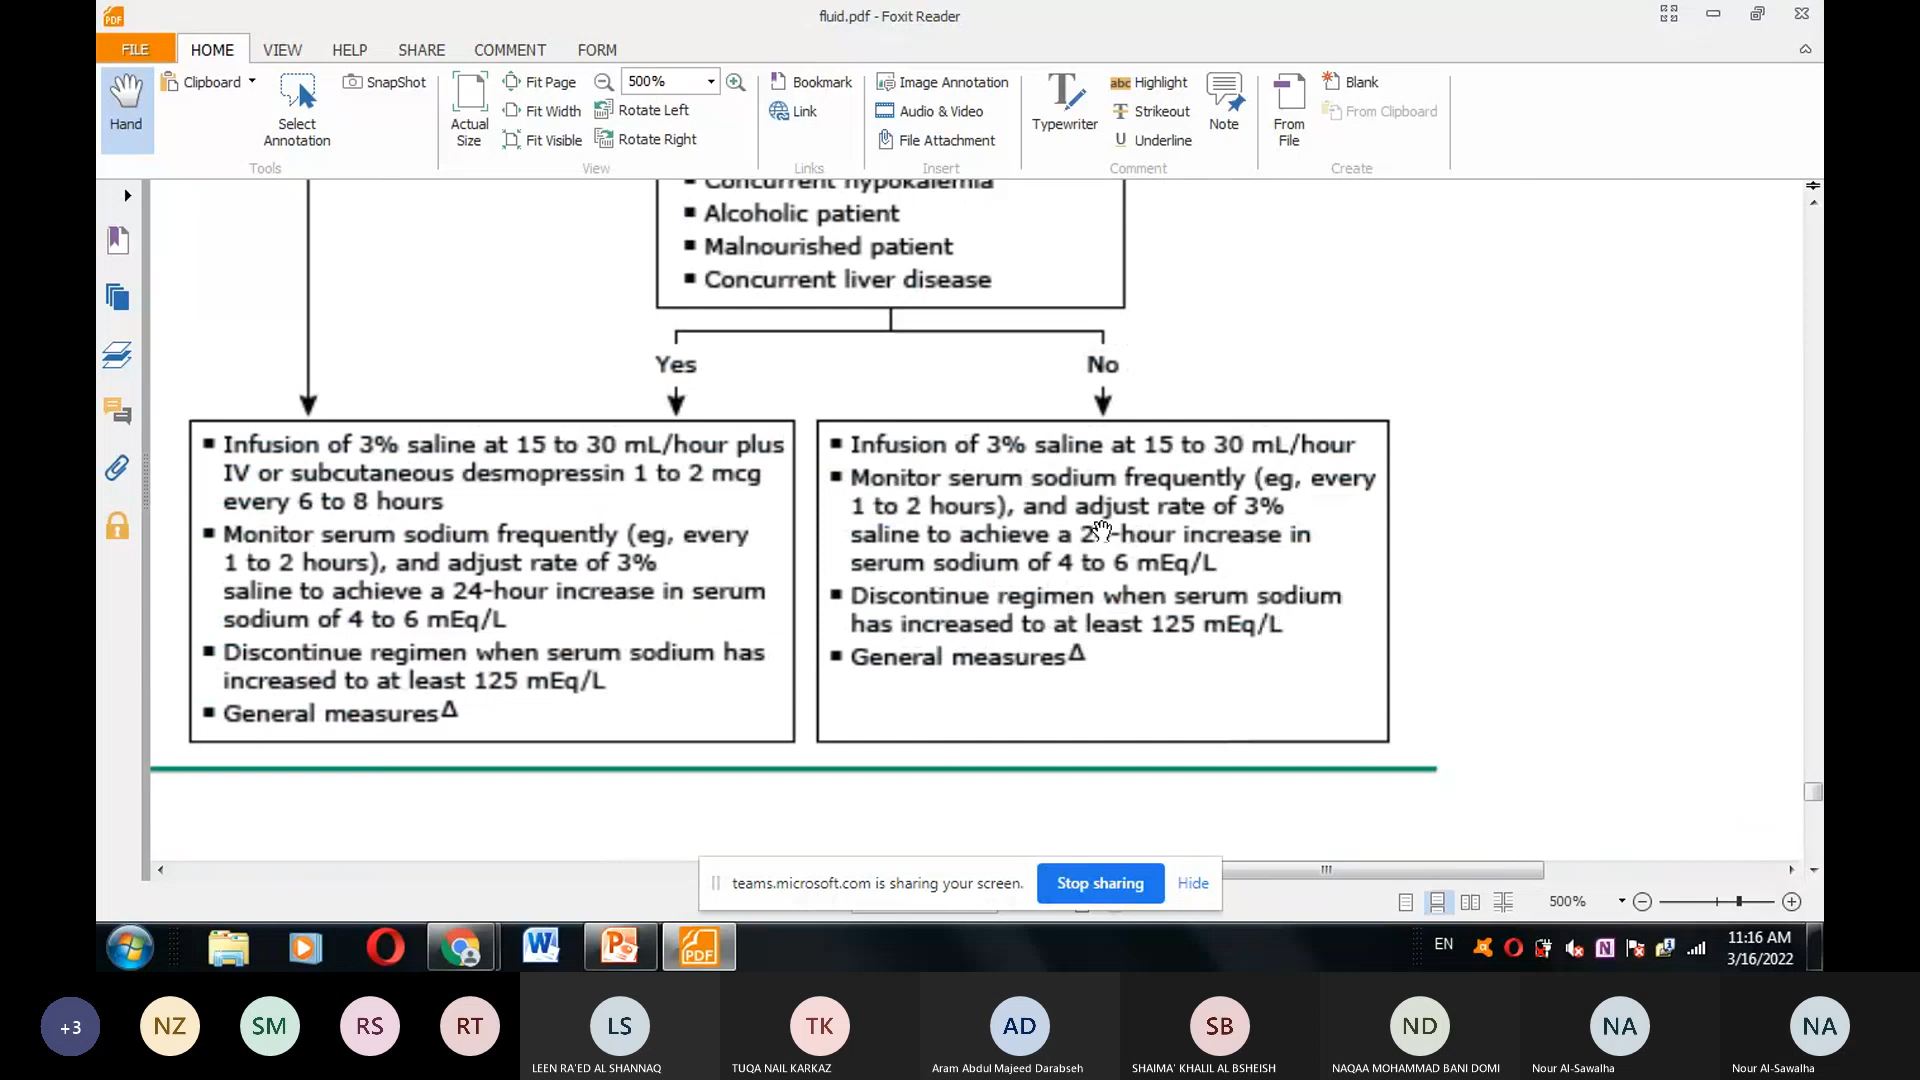 PDF
fluid.pdf - Foxit Reader
FILE
HOME
VIEW
HELP
SHARE
COMMENT
FORM
Hand
Clipboard
Select
Annotation
SnapShot
Tools
Actual
Size
Fit Page
Fit Width
Fit Visible
500%
Rotate Left
Rotate Right
View
Bookmark
Link
Links
Image Annotation
Audio & Video
File Attachment
Insert
Typewriter
abc Highlight
Strikeout
Underline
Note
Comment
From
File
Blank
From Clipboard
Create
▪ Concurrent hypokalemia
▪ Alcoholic patient
▪ Malnourished patient
▪ Concurrent liver disease
Yes
No
▪ Infusion of 3% saline at 15 to 30 mL/hour plus
IV or subcutaneous desmopressin 1 to 2 mcg
every 6 to 8 hours
▪ Monitor serum sodium frequently (eg, every
1 to 2 hours), and adjust rate of 3%
saline to achieve a 24-hour increase in serum
sodium of 4 to 6 mEq/L
▪ Discontinue regimen when serum sodium has
increased to at least 125 mEq/L
▪ General measuresΔ
▪ Infusion of 3% saline at 15 to 30 mL/hour
▪ Monitor serum sodium frequently (eg, every
1 to 2 hours), and adjust rate of 3%
saline to achieve a 24-hour increase in
serum sodium of 4 to 6 mEq/L
▪ Discontinue regimen when serum sodium
has increased to at least 125 mEq/L
▪ General measuresΔ
teams.microsoft.com is sharing your screen.
Stop sharing
Hide
500%
PDF
EN
11:16 AM
3/16/2022
+3
NZ
SM
RS
RT
LS
LEEN RA'ED AL SHANNAQ
TK
TUQA NAIL KARKAZ
AD
Aram Abdul Majeed Darabseh
SB
SHAIMA' KHALIL AL BSHEISH
ND
NAQAA MOHAMMAD BANI DOMI
NA
Nour Al-Sawalha
NA
Nour Al-Sawalha